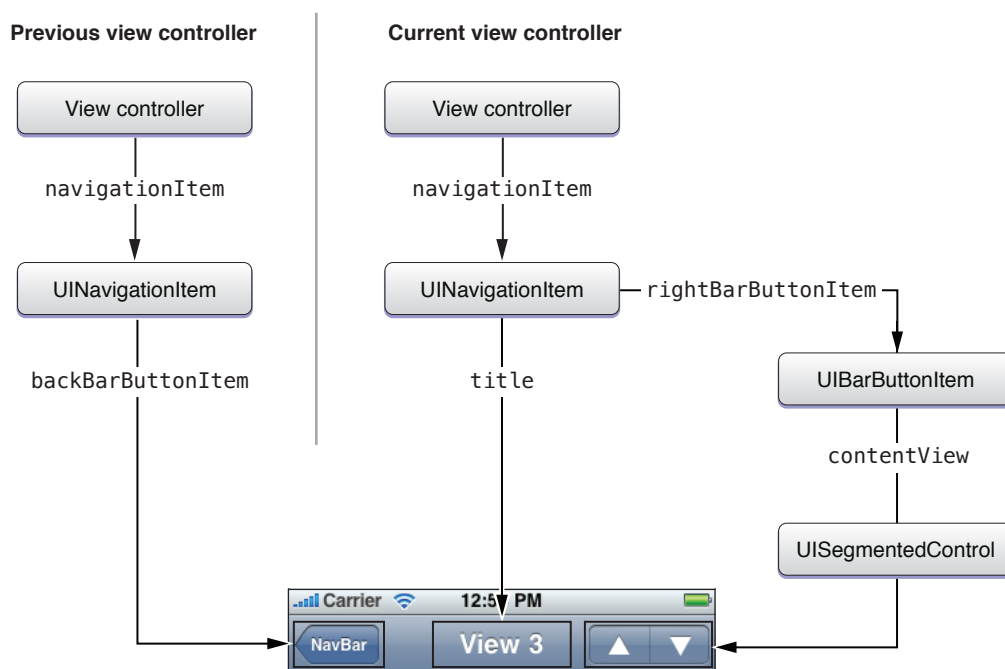 Previous view controller
Current view controller
View controller
View controller
navigationItem
navigationItem
UINavigationItem
UINavigationItem
rightBarButtonItem
backBarButtonItem
title
UIBarButtonItem
contentView
UISegmentedControl
Carrier
PM
NavBar
View 3